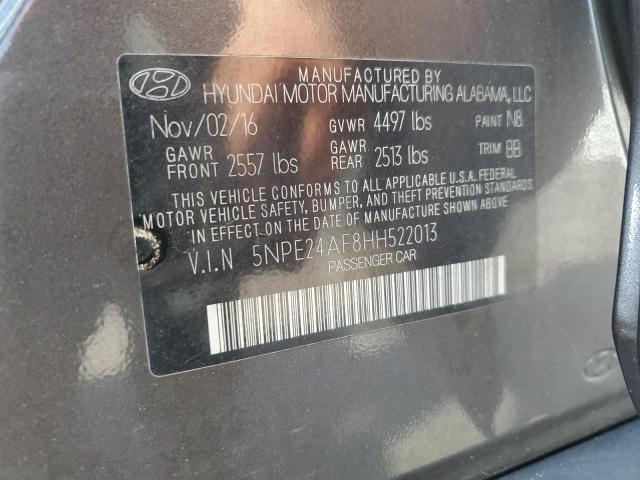 MANUFACTURED BY
HYUNDAI MOTOR MANUFACTURING ALABAMA, LLC
Nov/02/16 GVWR 4497 lbs PAINT N8
GAWR FRONT 2557 lbs GAWR REAR 2513 lbs TRIM BB
THIS VEHICLE CONFORMS TO ALL APPLICABLE U.S.A. FEDERAL
MOTOR VEHICLE SAFETY, BUMPER, AND THEFT PREVENTION STANDARDS
IN EFFECT ON THE DATE OF MANUFACTURE SHOWN ABOVE.
V.I.N 5NPE24AF8HH522013
PASSENGER CAR